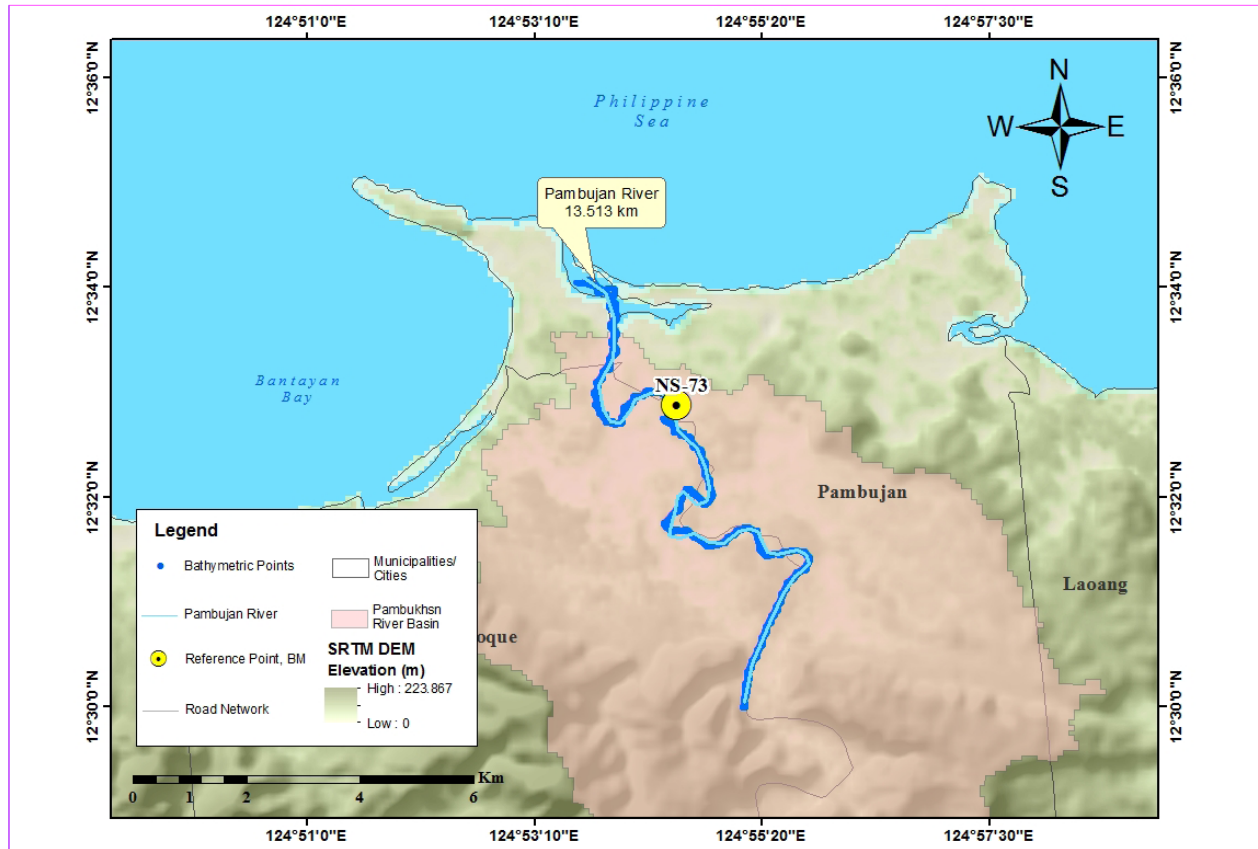 124°51'0"E
124°53'10"E
124°55'20"E
124°57'30"E
12°36'0"N
12°36'0"N
N
W E
S
Philippine
Sea
Pambujan River
13.513 km
12°34'0"N
12°34'0"N
Bantayan
Bay
NS-73
12°32'0"N
12°32'0"N
Pambujan
Laoang
oque
Legend
Bathymetric Points
Municipalities/
Cities
Pambujan River
Pambukhsn
River Basin
Reference Point, BM
SRTM DEM
Elevation (m)
High : 223.867
Road Network
Low : 0
12°30'0"N
12°30'0"N
Km
0 1 2 4 6
124°51'0"E
124°53'10"E
124°55'20"E
124°57'30"E